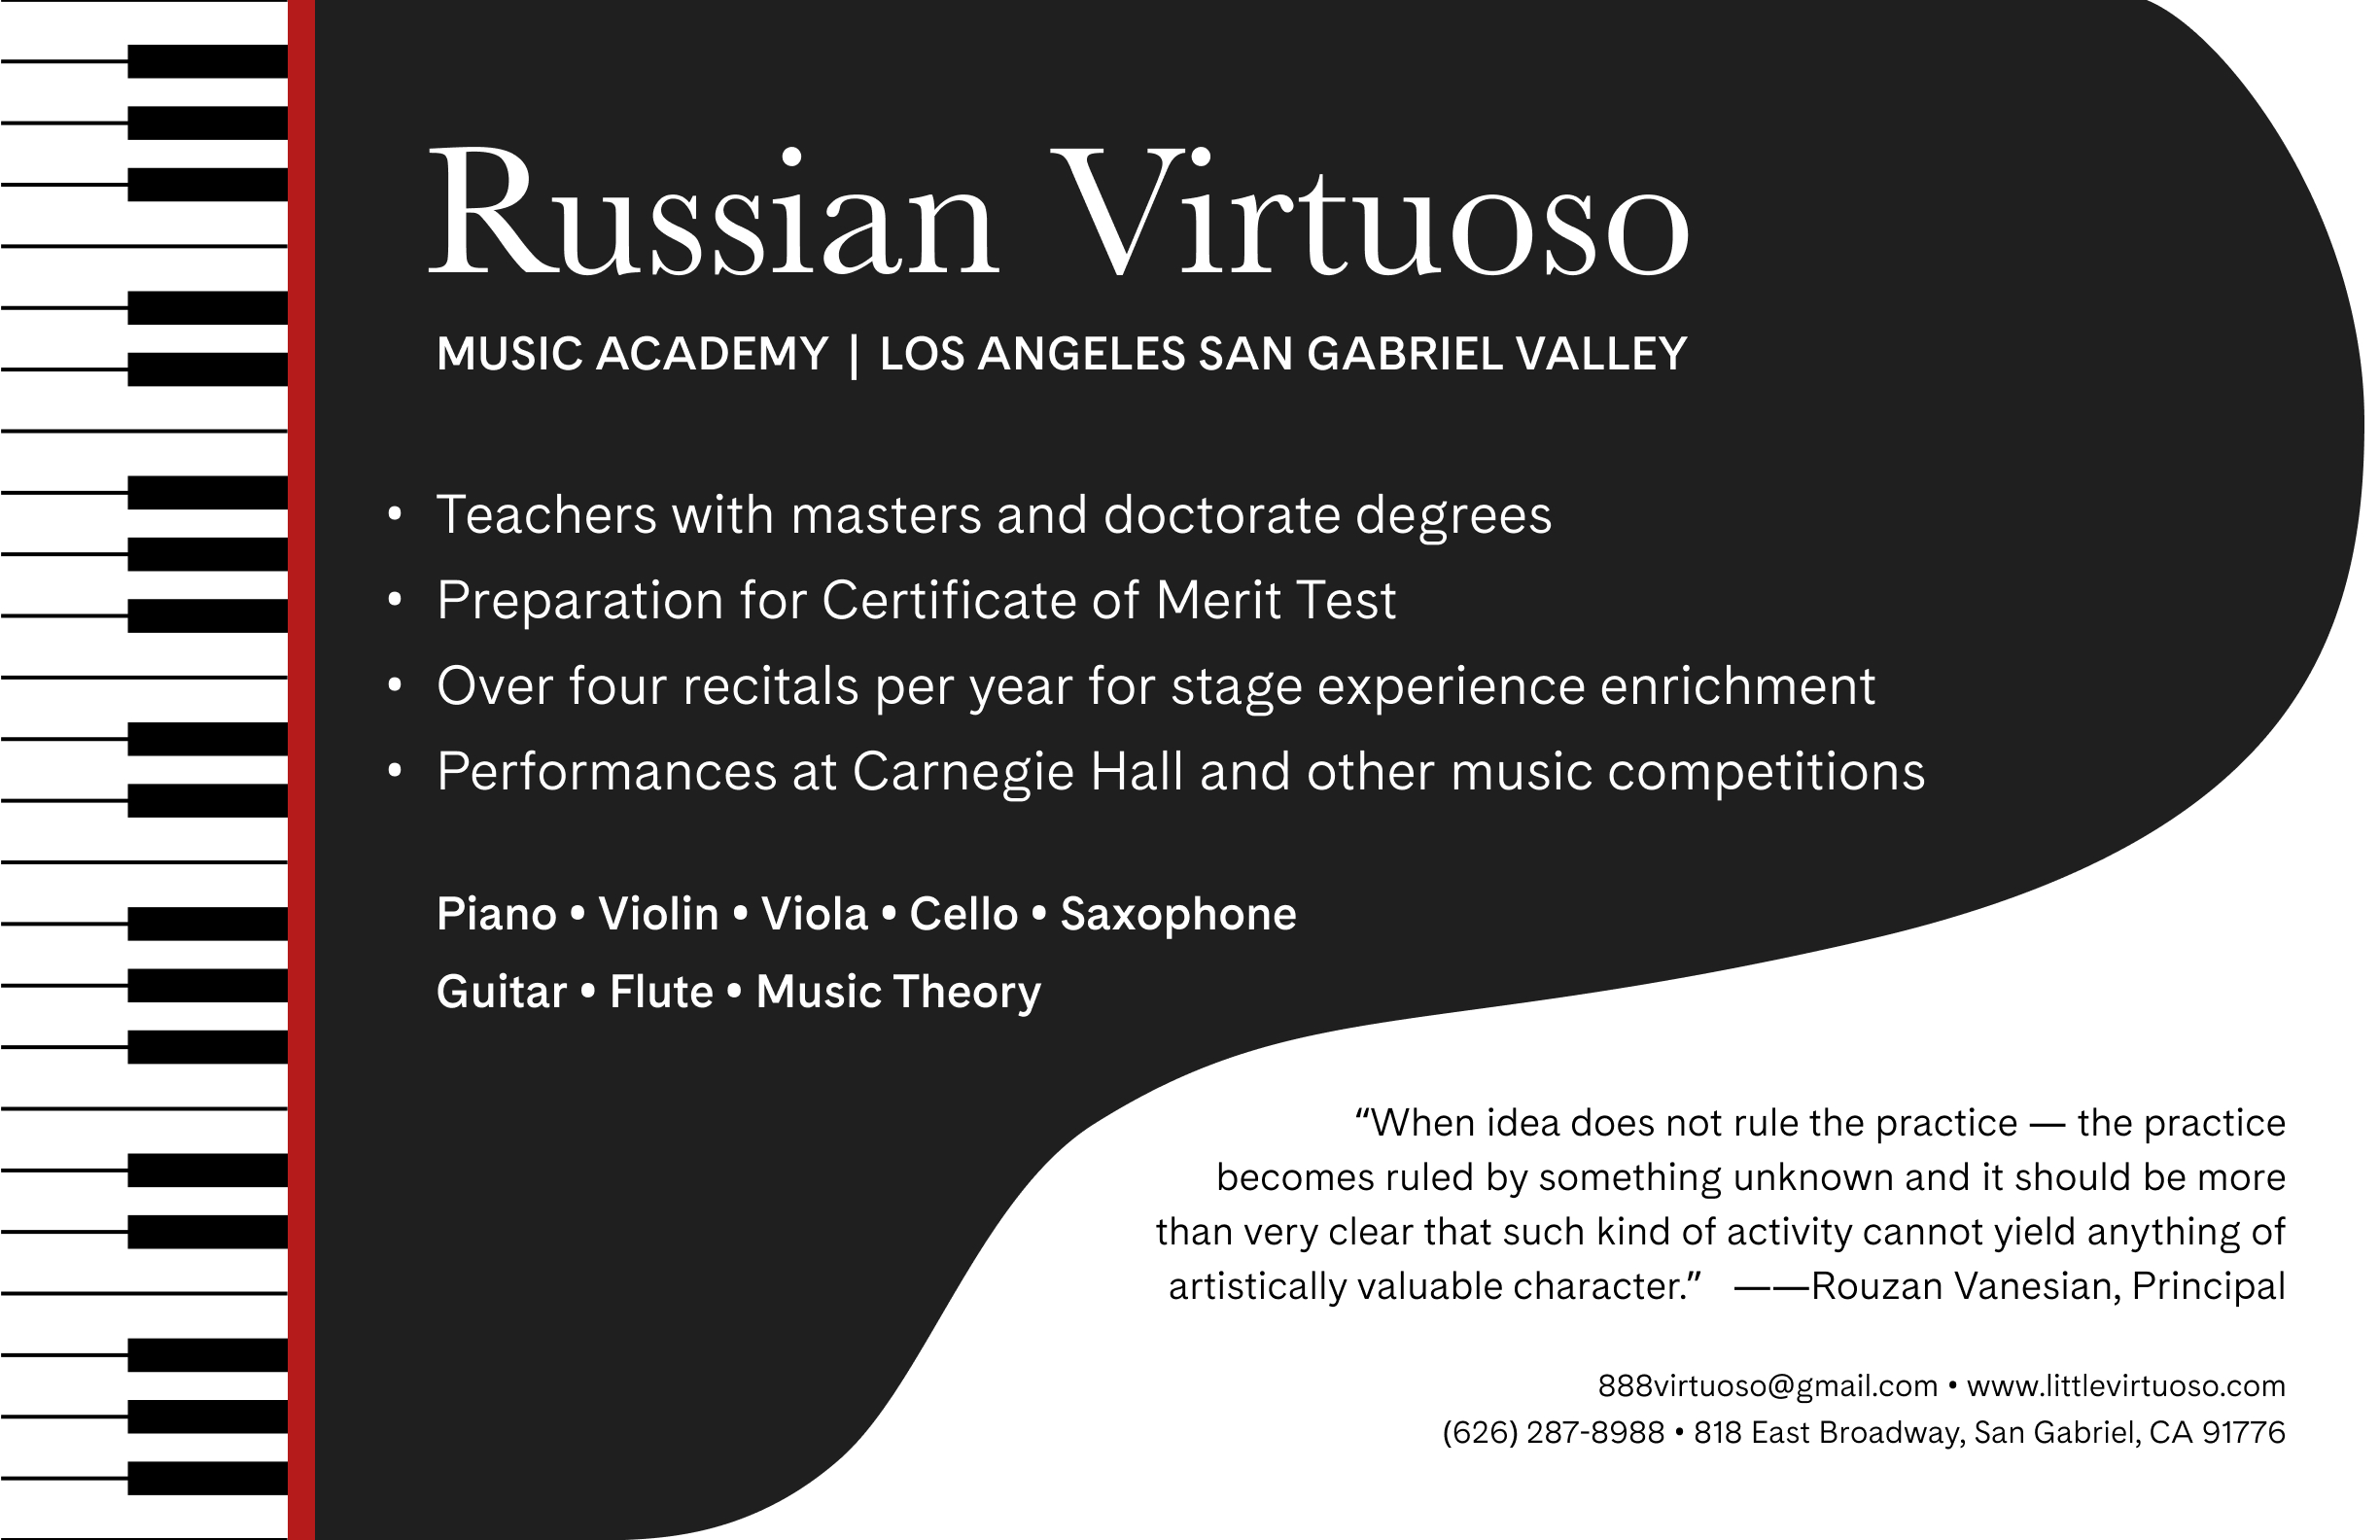 Russian Virtuoso
MUSIC ACADEMY | LOS ANGELES SAN GABRIEL VALLEY
• Teachers with masters and doctorate degrees
• Preparation for Certificate of Merit Test
• Over four recitals per year for stage experience enrichment
• Performances at Carnegie Hall and other music competitions
Piano • Violin • Viola • Cello • Saxophone
Guitar • Flute • Music Theory
“When idea does not rule the practice — the practice
becomes ruled by something unknown and it should be more
than very clear that such kind of activity cannot yield anything of
artistically valuable character.” ——Rouzan Vanesian, Principal
888virtuoso@gmail.com • www.littlevirtuoso.com
(626) 287-8988 • 818 East Broadway, San Gabriel, CA 91776